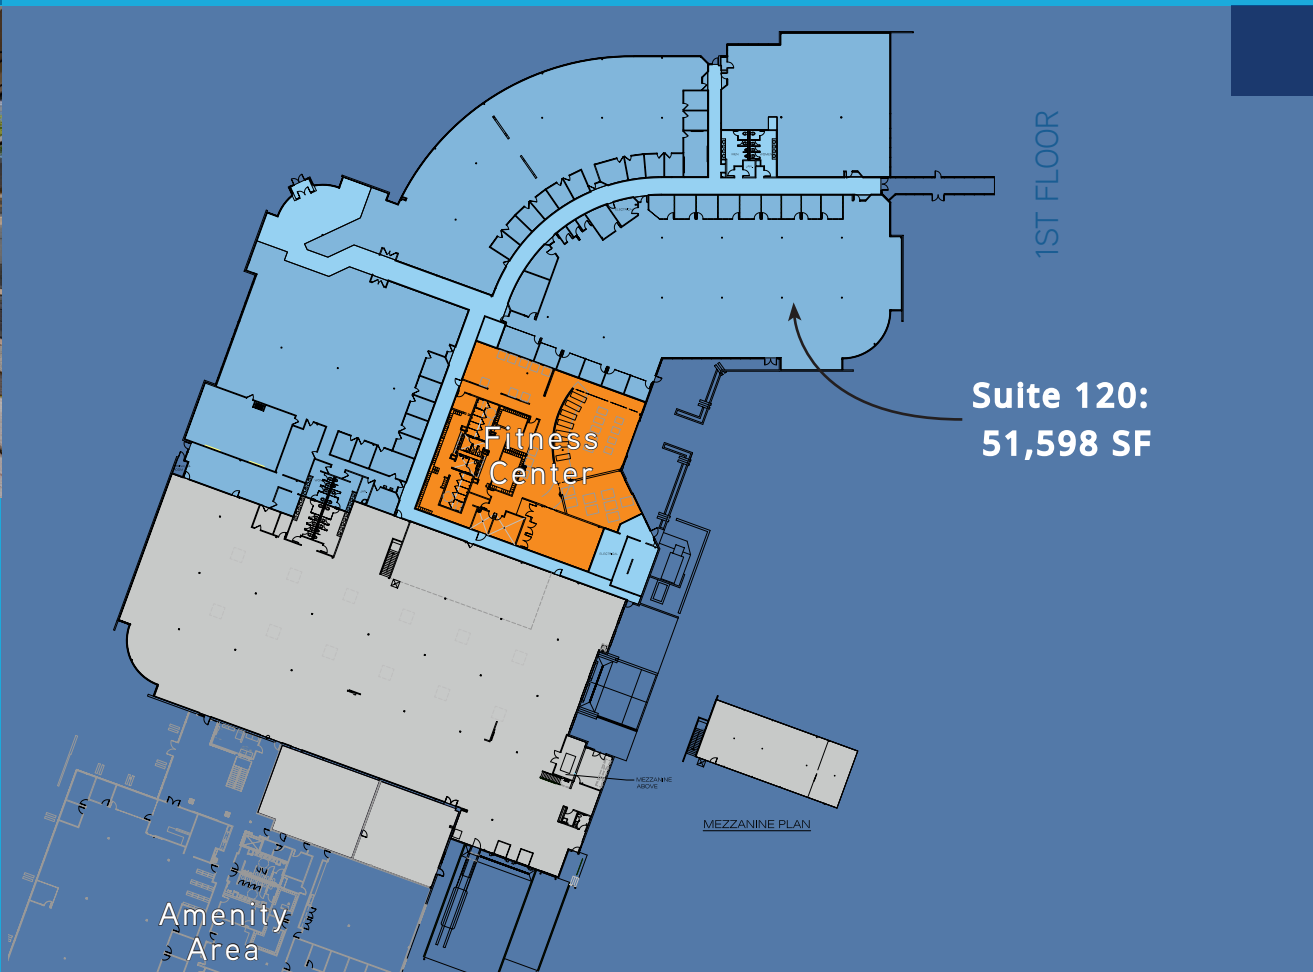 1ST FLOOR
Suite 120:
51,598 SF
Fitness
Center
MEZZANINE
ABOVE
MEZZANINE PLAN
Amenity
Area